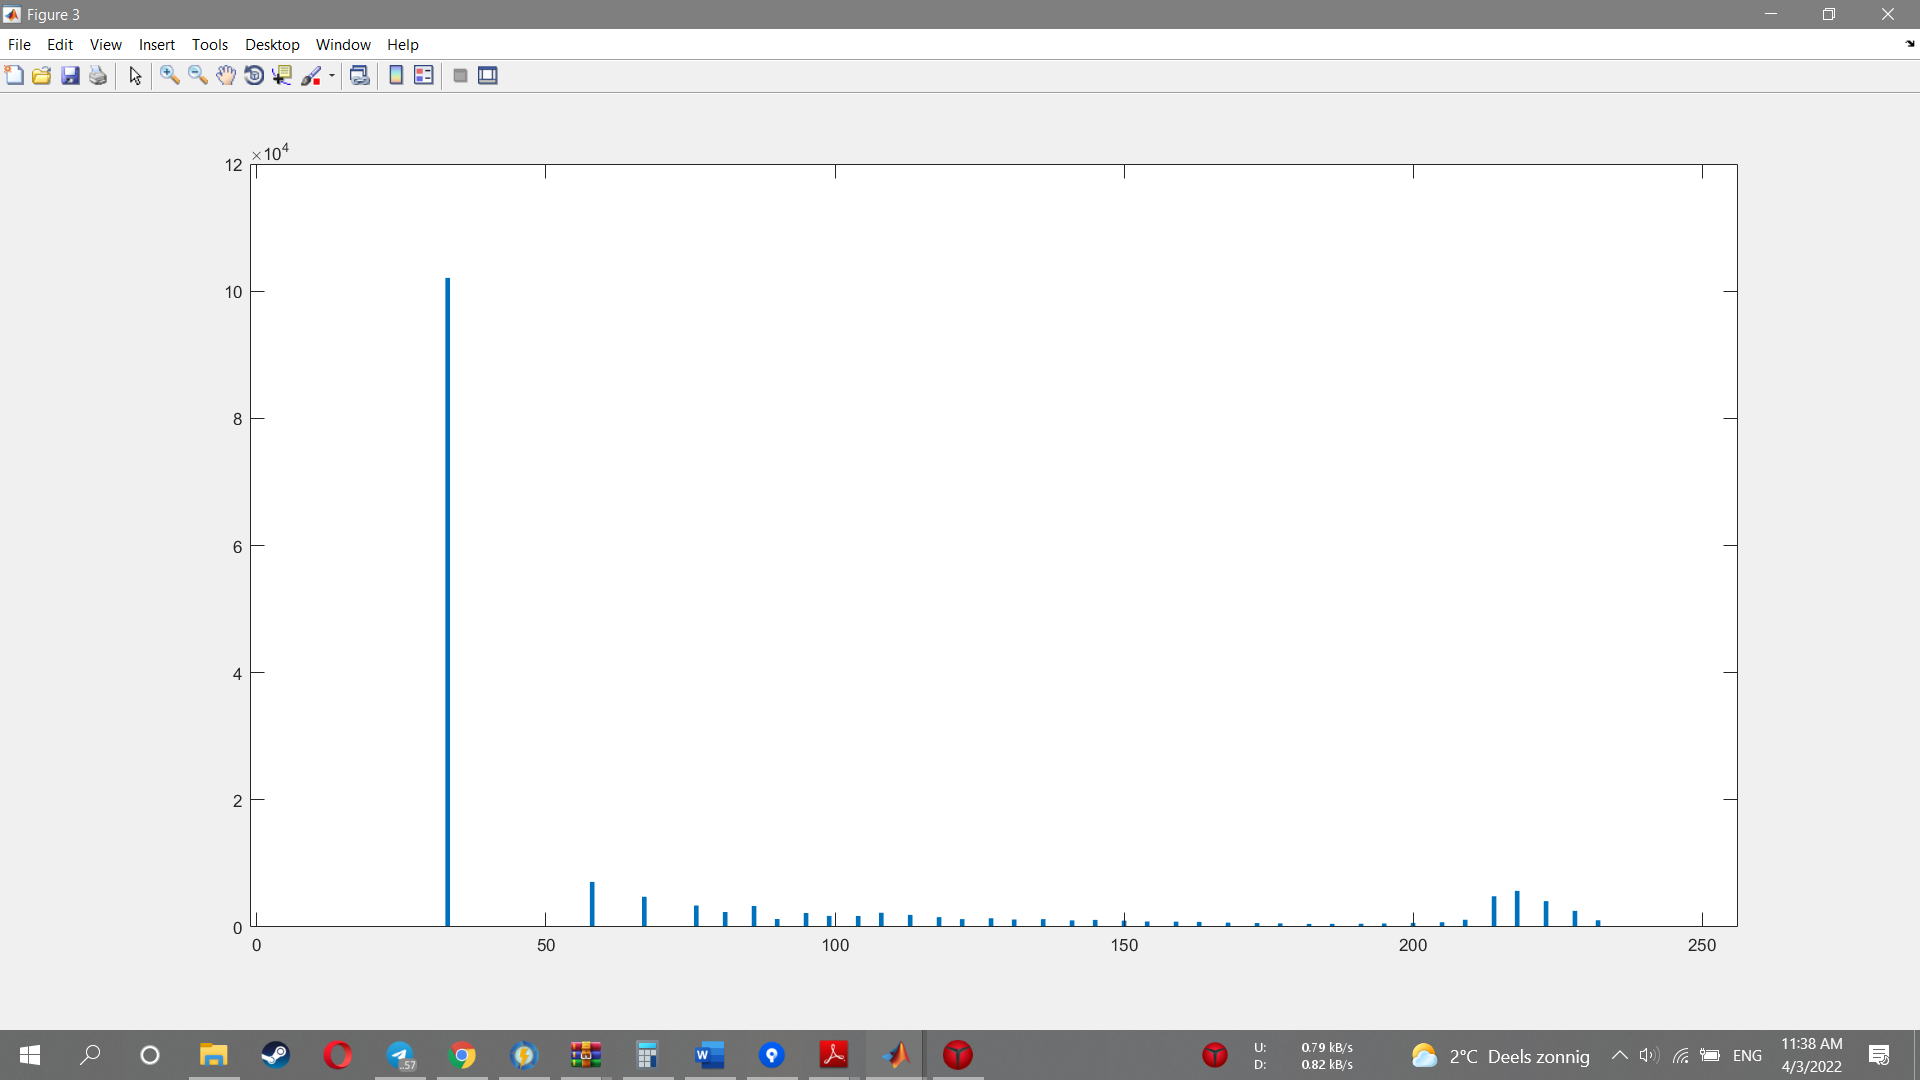 Figure 3
File Edit View Insert Tools Desktop Window Help
×10⁴
12
10
8
6
4
2
0
0 50 100 150 200 250
..57
W
U: 0.79 kB/s
D: 0.82 kB/s
2°C Deels zonnig
ENG
11:38 AM
4/3/2022